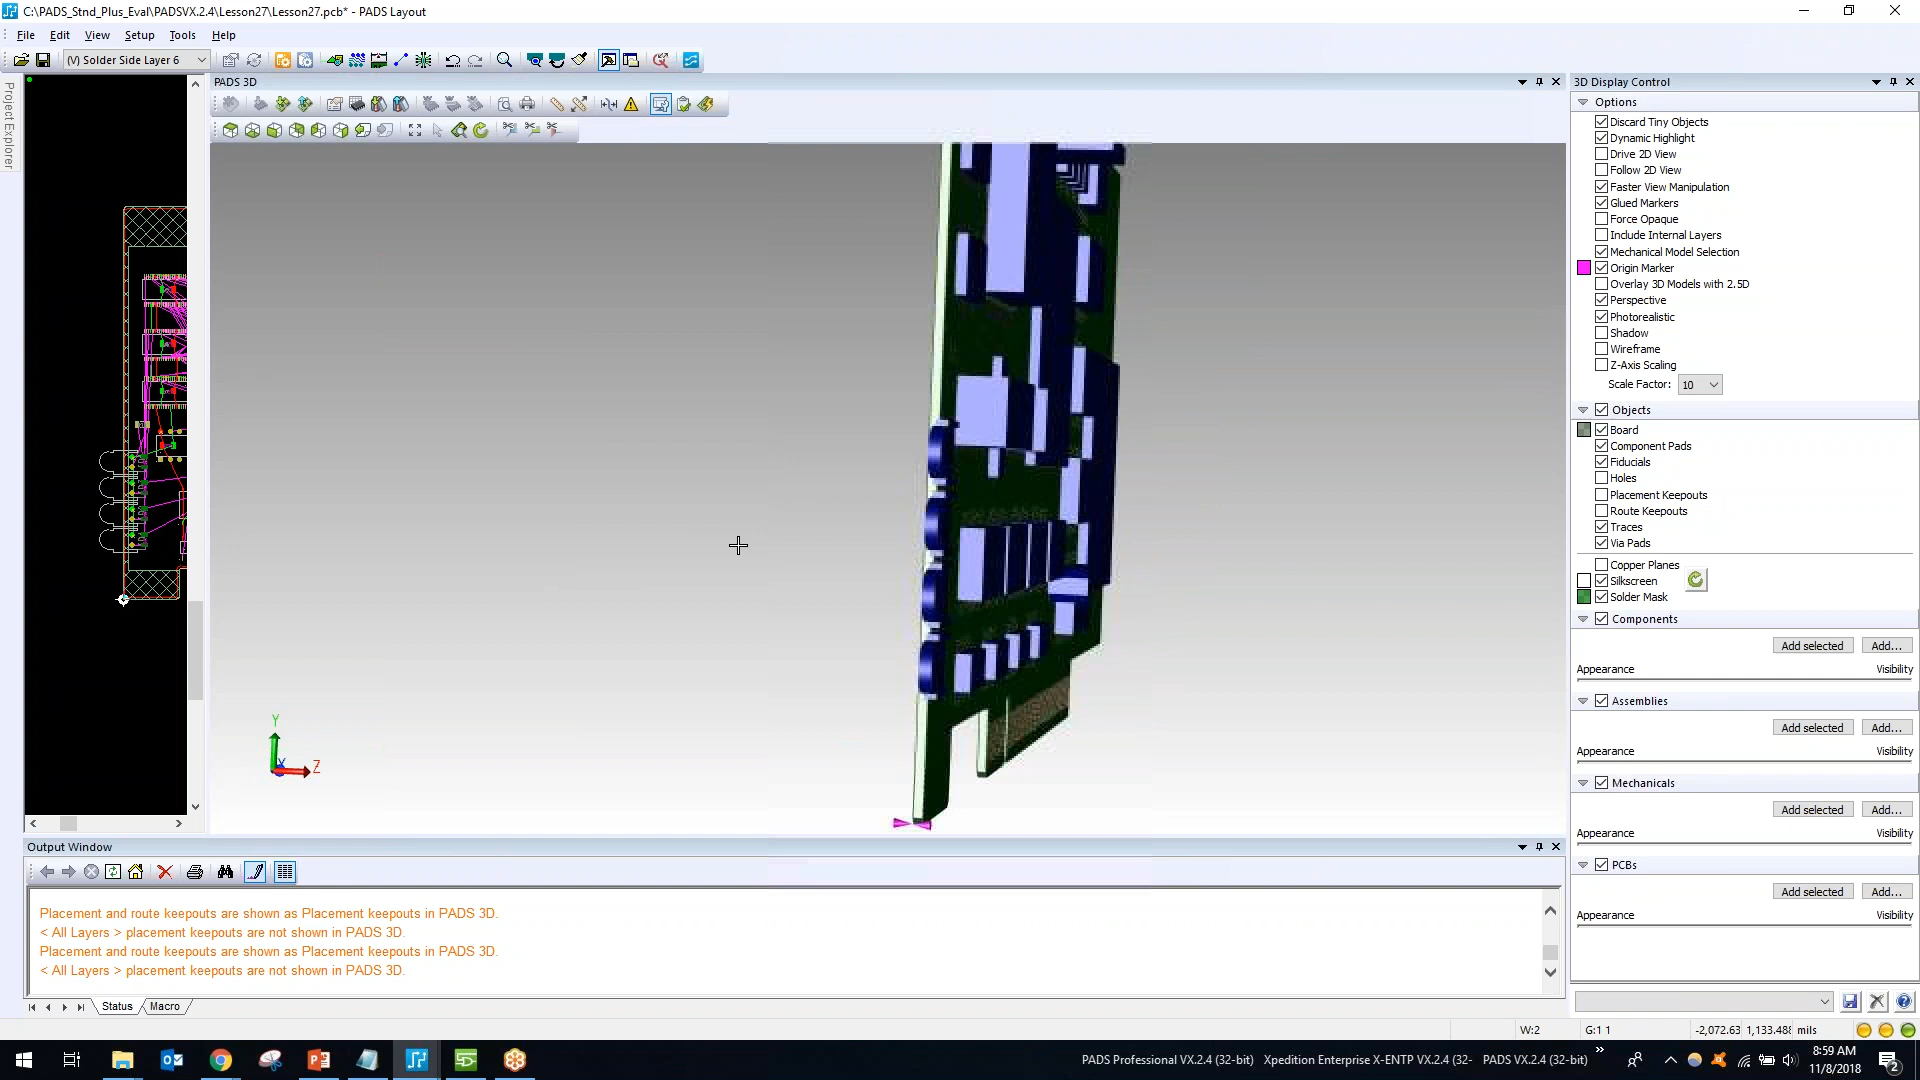 C:\PADS_Stnd_Plus_Eval\PADSVX.2.4\Lesson27\Lesson27.pcb* - PADS Layout
File Edit View Setup Tools Help
(V) Solder Side Layer 6
Project Explorer
PADS 3D
Y
X
Z
3D Display Control
Options
Discard Tiny Objects
Dynamic Highlight
Drive 2D View
Follow 2D View
Faster View Manipulation
Glued Markers
Force Opaque
Include Internal Layers
Mechanical Model Selection
Origin Marker
Overlay 3D Models with 2.5D
Perspective
Photorealistic
Shadow
Wireframe
Z-Axis Scaling
Scale Factor: 10
Objects
Board
Component Pads
Fiducials
Holes
Placement Keepouts
Route Keepouts
Traces
Via Pads
Copper Planes
Silkscreen
Solder Mask
Components
Add selected Add...
Appearance Visibility
Assemblies
Add selected Add...
Appearance Visibility
Mechanicals
Add selected Add...
Appearance Visibility
PCBs
Add selected Add...
Appearance Visibility
Output Window
Placement and route keepouts are shown as Placement keepouts in PADS 3D.
< All Layers > placement keepouts are not shown in PADS 3D.
Placement and route keepouts are shown as Placement keepouts in PADS 3D.
< All Layers > placement keepouts are not shown in PADS 3D.
Status Macro
W:2 G:1 1 -2,072.63 1,133.488 mils
PADS Professional VX.2.4 (32-bit) Xpedition Enterprise X-ENTP VX.2.4 (32- PADS VX.2.4 (32-bit) »
8:59 AM
11/8/2018
2